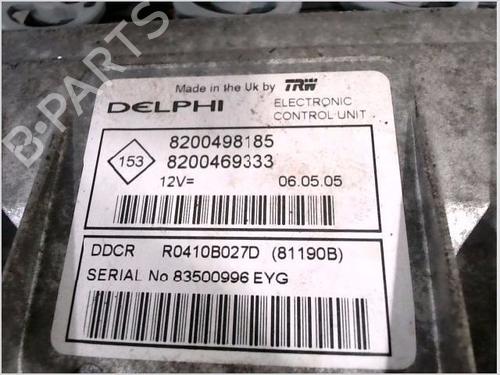 B-PARTS
Made in the Uk by TRW
DELPHI ELECTRONIC CONTROL UNIT
153
8200498185
8200469333
12V= 06.05.05
DDCR R0410B027D (81190B)
SERIAL No 83500996 EYG